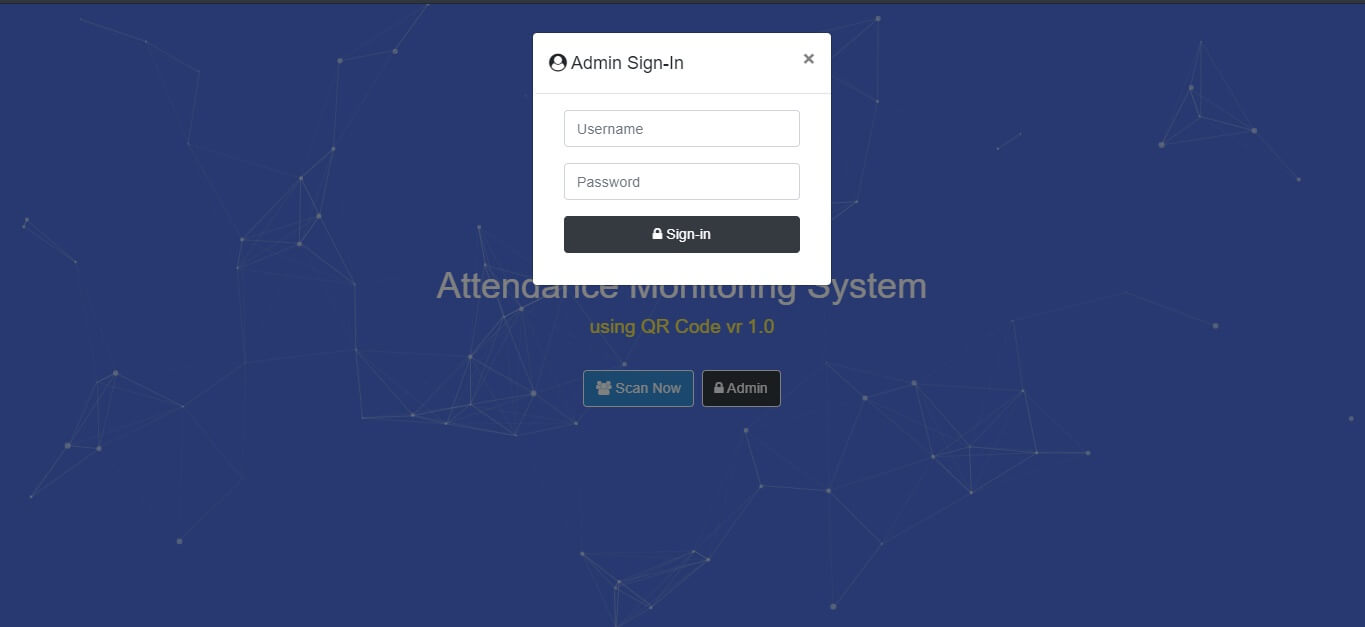 Admin Sign-In ×
Username
Password
Sign-in
Attendance Monitoring System
using QR Code vr 1.0
Scan Now Admin